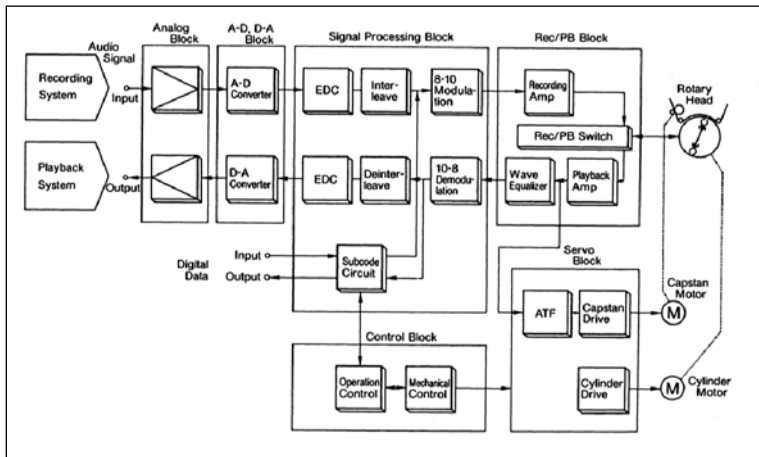 Analog
Block
A-D, D-A
Block
Signal Processing Block
Rec/PB Block
Audio
Signal
Recording
System
Input
A-D
Converter
EDC
Inter-
leave
8-10
Modulation
Recording
Amp
Rotary
Head
Rec/PB Switch
Playback
System
Output
D-A
Converter
EDC
Deinter-
leave
10-8
Demodu-
lation
Wave
Equalizer
Playback
Amp
Digital
Data
Input
Output
Subcode
Circuit
Servo
Block
ATF
Capstan
Drive
Capstan
Motor
M
Control Block
Operation
Control
Mechanical
Control
Cylinder
Drive
M
Cylinder
Motor